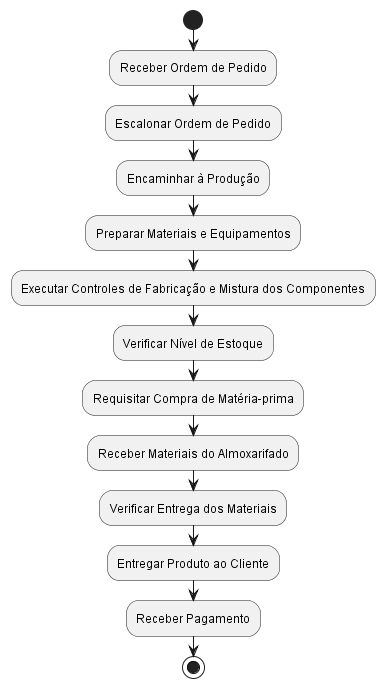 Receber Ordem de Pedido
Escalonar Ordem de Pedido
Encaminhar à Produção
Preparar Materiais e Equipamentos
Executar Controles de Fabricação e Mistura dos Componentes
Verificar Nível de Estoque
Requisitar Compra de Matéria-prima
Receber Materiais do Almoxarifado
Verificar Entrega dos Materiais
Entregar Produto ao Cliente
Receber Pagamento